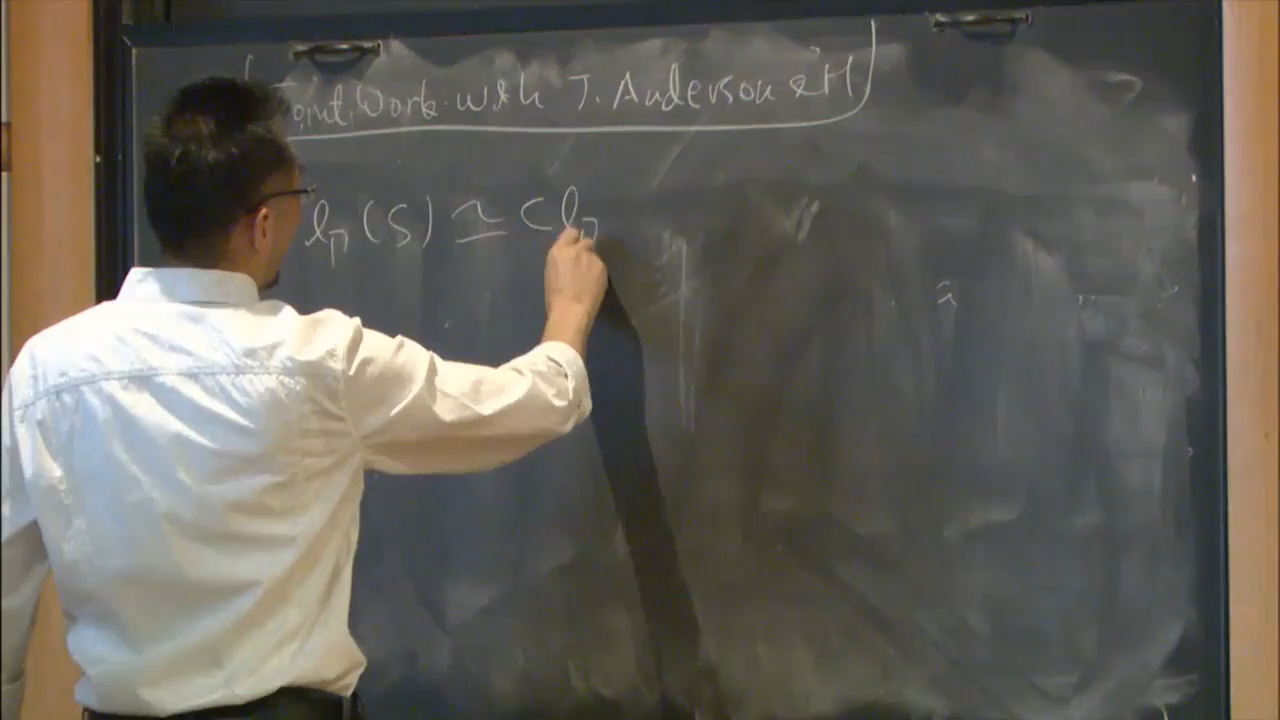 (Joint Work with J. Anderson & H)
lp(S) ≃ Clp